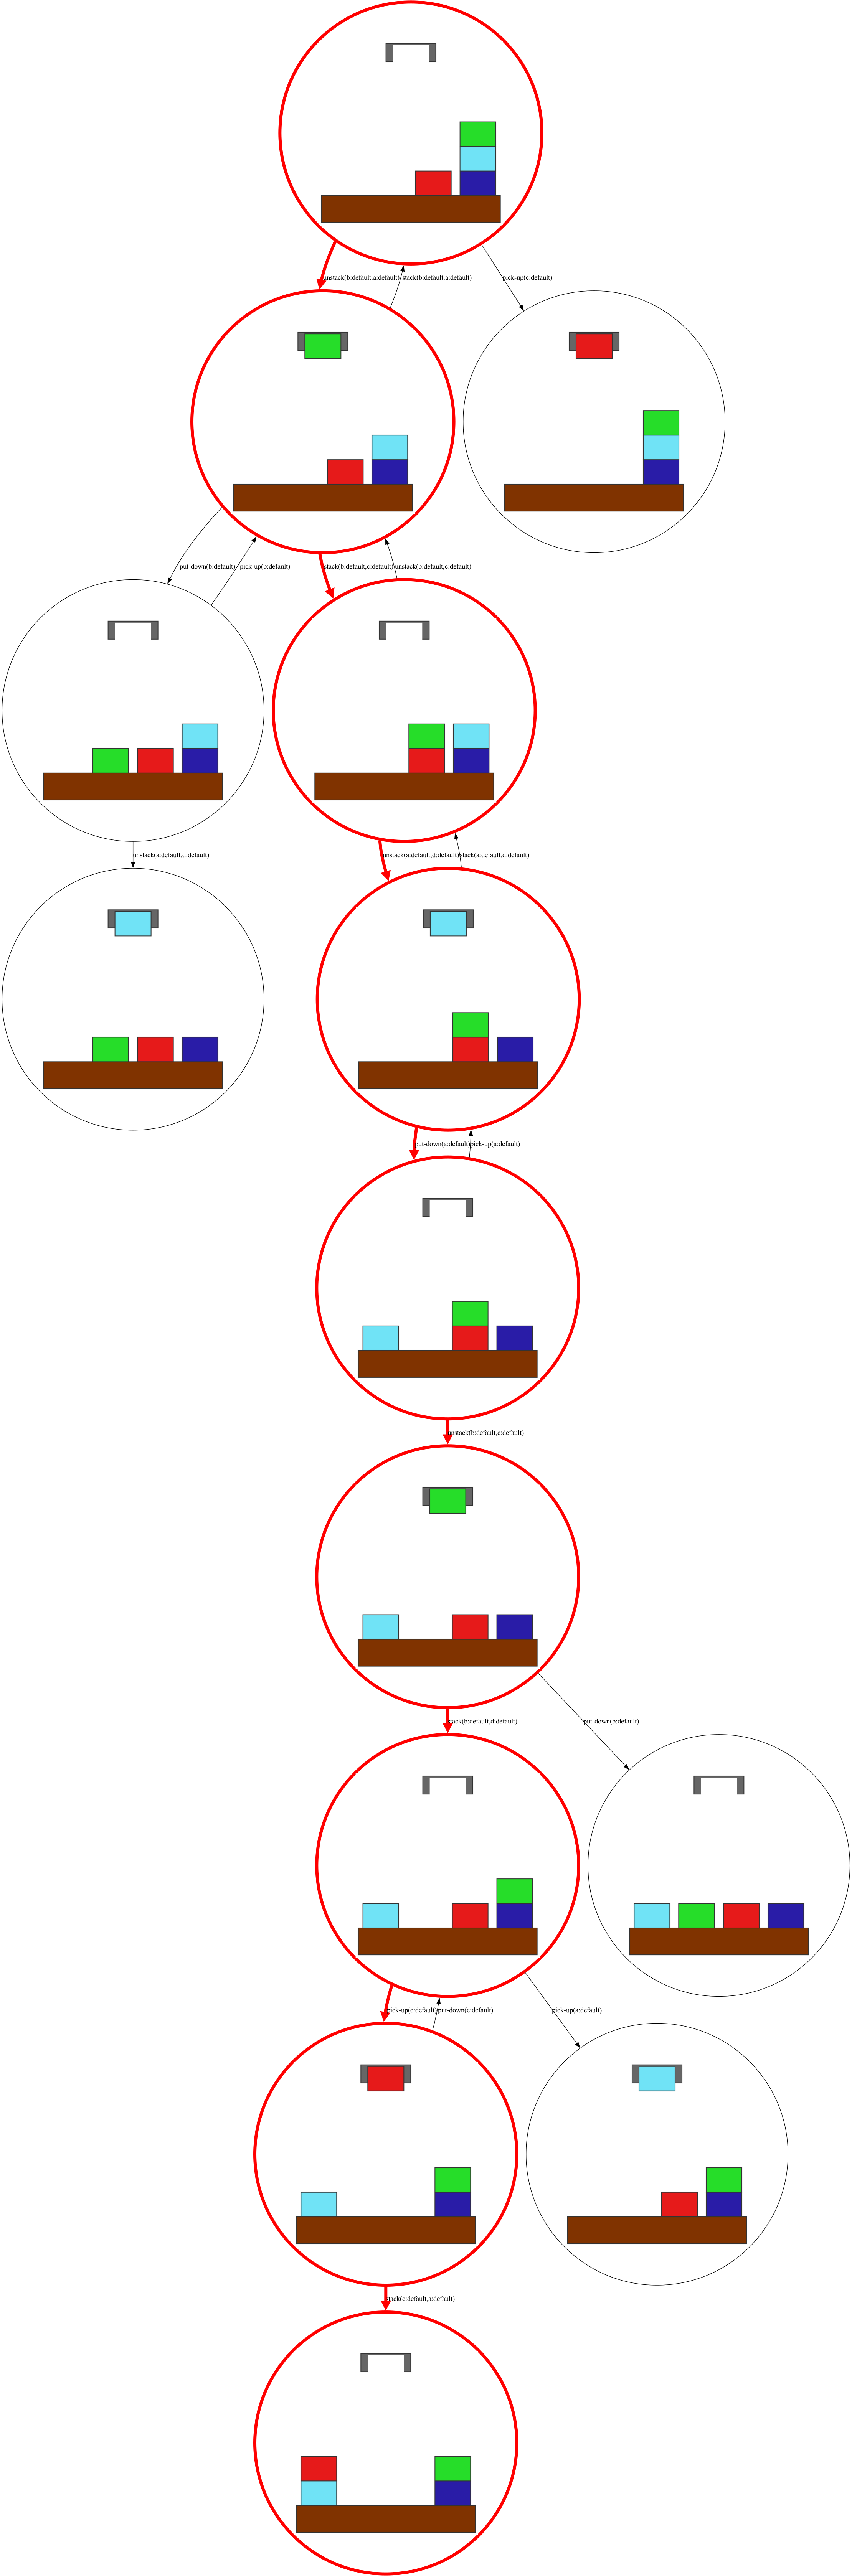 unstack(b:default,a:default)
stack(b:default,a:default)
pick-up(c:default)
put-down(b:default)
pick-up(b:default)
stack(b:default,c:default)
unstack(b:default,c:default)
unstack(a:default,d:default)
unstack(a:default,d:default)
stack(a:default,d:default)
put-down(a:default)
pick-up(a:default)
unstack(b:default,c:default)
stack(b:default,d:default)
put-down(b:default)
pick-up(c:default)
put-down(c:default)
pick-up(a:default)
stack(c:default,a:default)